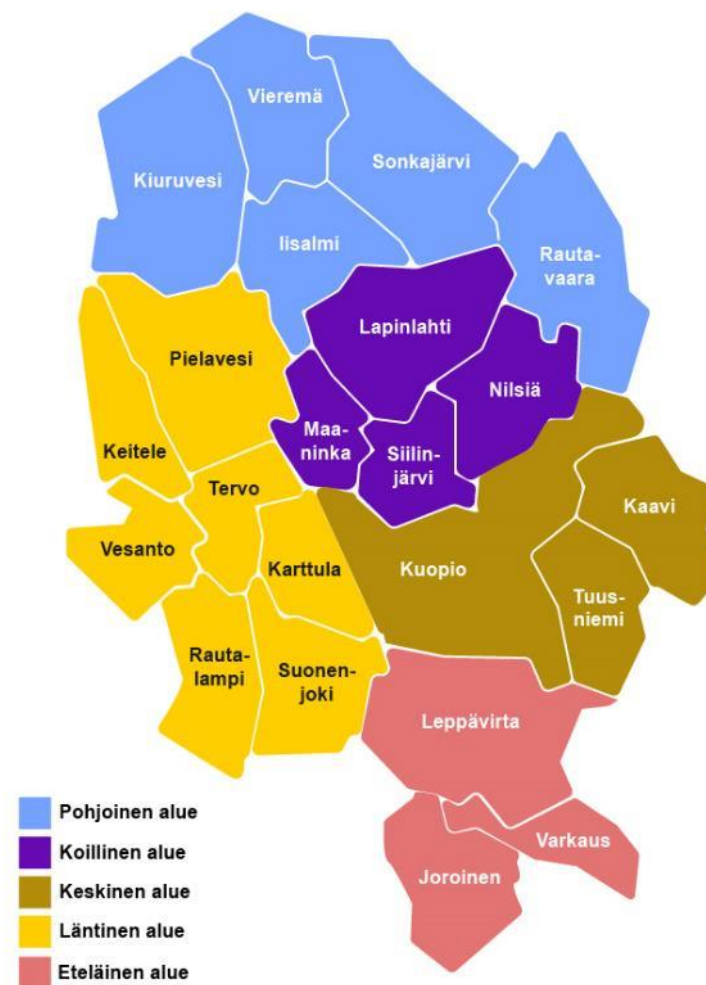 Vieremä
Sonkajärvi
Kiuruvesi
Iisalmi
Rauta-
vaara
Lapinlahti
Pielavesi
Nilsiä
Maa-
ninka
Keitele
Siilin-
järvi
Tervo
Kaavi
Vesanto
Karttula
Kuopio
Tuus-
niemi
Rauta-
lampi
Suonen-
joki
Leppävirta
Varkaus
Joroinen
Pohjoinen alue
Koillinen alue
Keskinen alue
Läntinen alue
Eteläinen alue